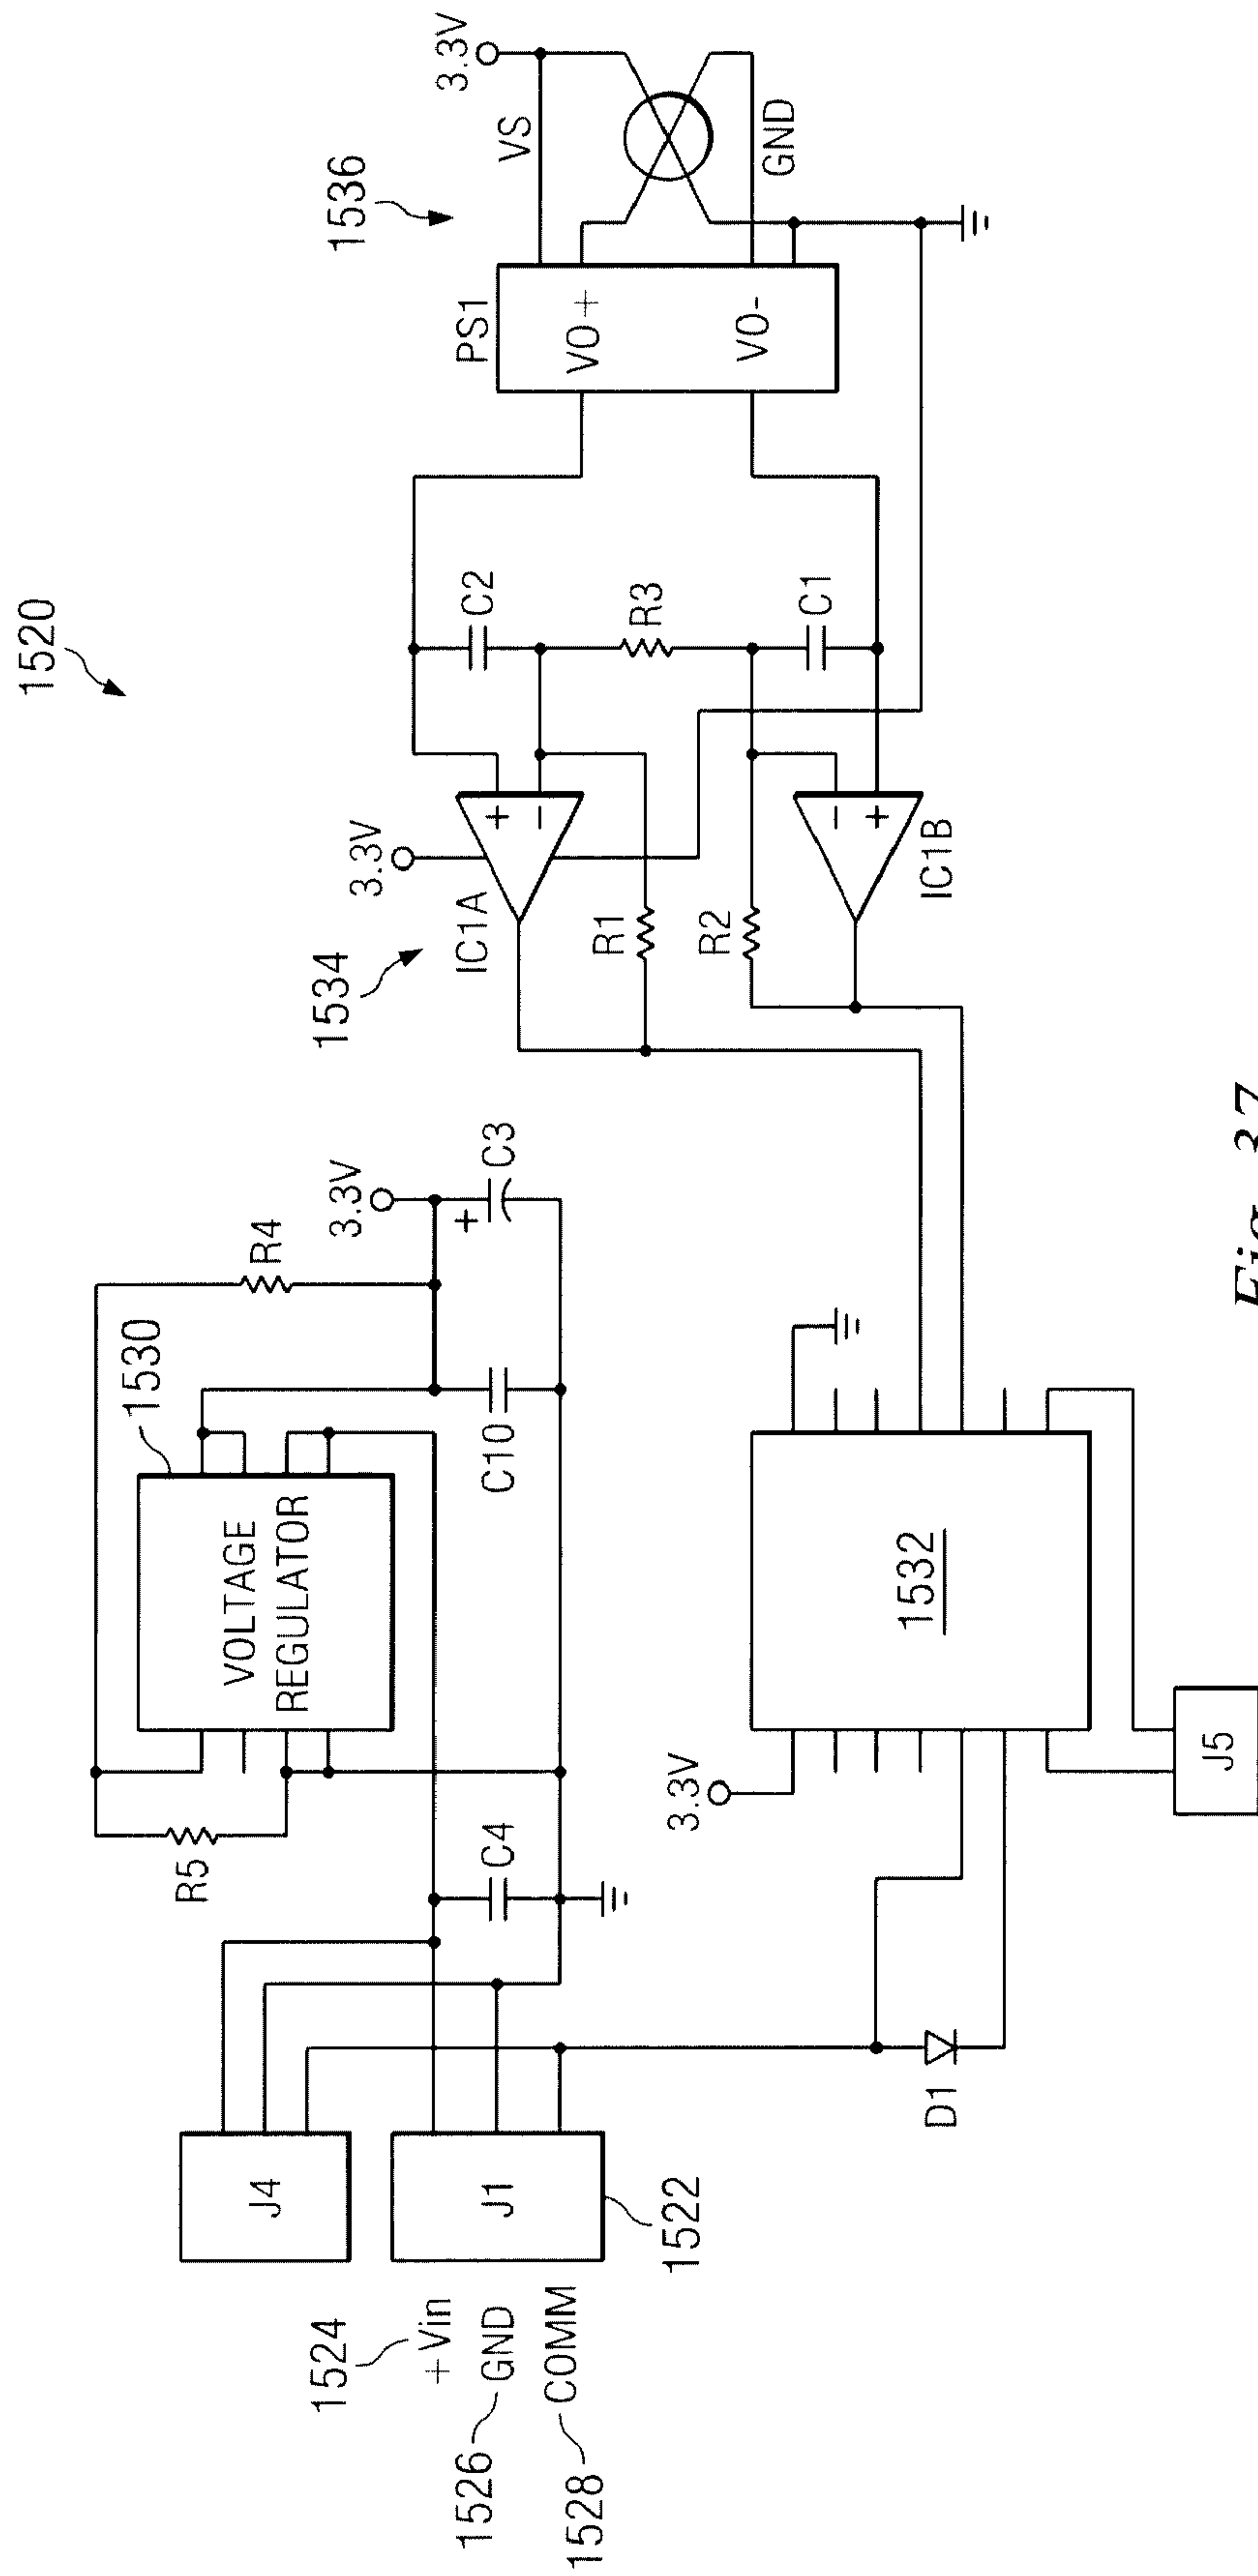 1520
J4
J1
1522
1524
+ Vin
1526
GND
1528
COMM
R5
C4
VOLTAGE
REGULATOR
1530
R4
3.3V
C10
+
C3
D1
3.3V
1532
J5
1534
3.3V
IC1A
+
−
R1
R2
−
+
IC1B
C2
R3
C1
1536
PS1
VO+
VO-
VS
3.3V
GND
Fig. 37